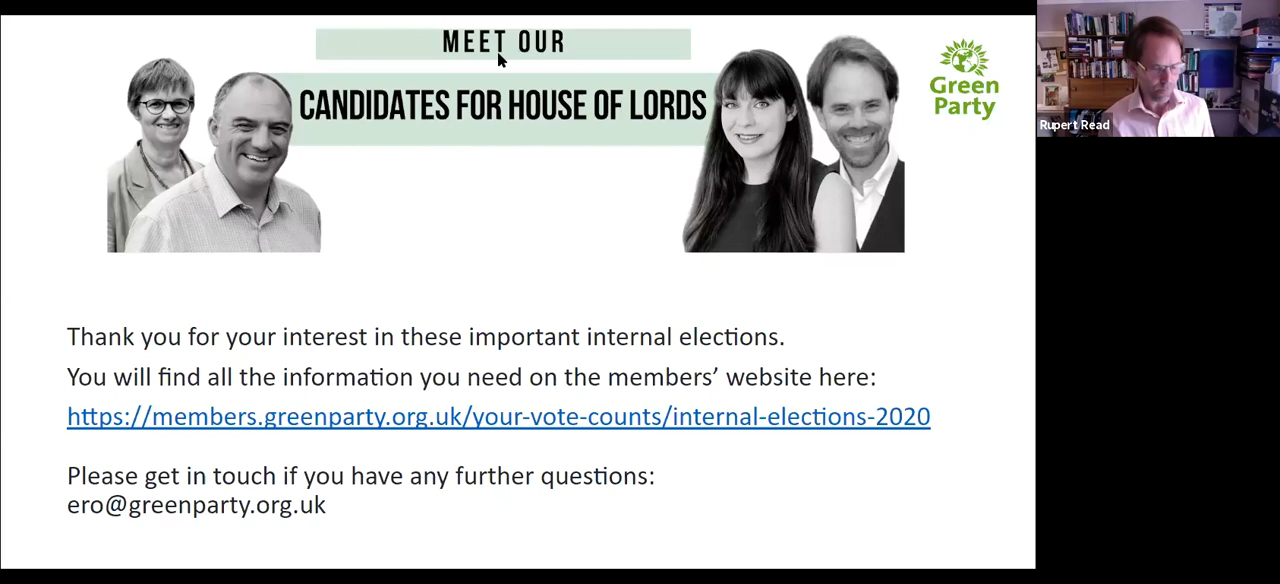 MEET OUR
CANDIDATES FOR HOUSE OF LORDS
Green
Party
Rupert Read
Thank you for your interest in these important internal elections.
You will find all the information you need on the members’ website here:
https://members.greenparty.org.uk/your-vote-counts/internal-elections-2020
Please get in touch if you have any further questions:
ero@greenparty.org.uk